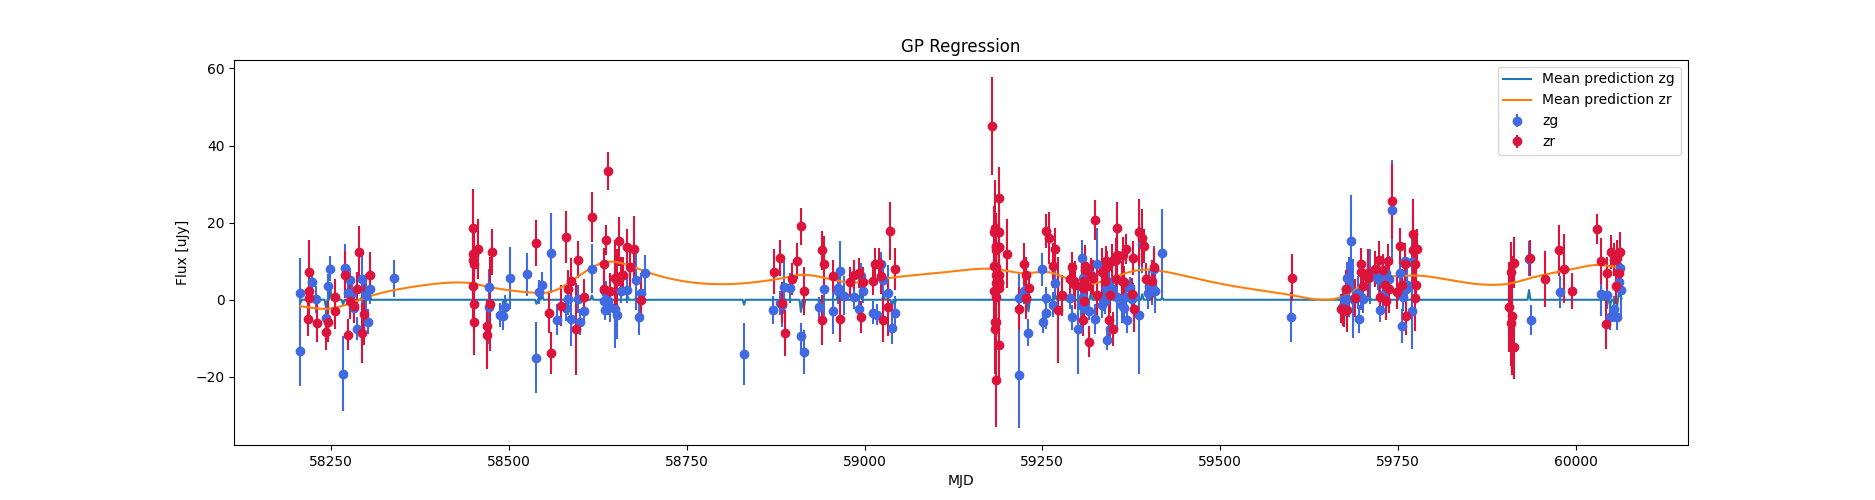 GP Regression
60
40
20
0
−20
Flux [uJy]
58250
58500
58750
59000
59250
59500
59750
60000
MJD
Mean prediction zg
Mean prediction zr
zg
zr